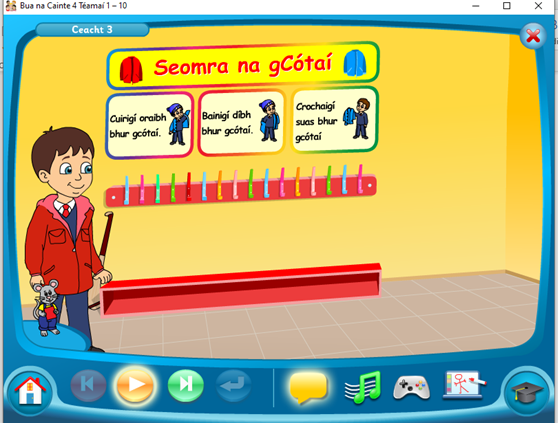 Bua na Cainte 4 Téamaí 1 – 10
Ceacht 3
Seomra na gCótaí
Cuirigí oraibh
bhur gcótaí.
Bainigí díbh
bhur gcótaí.
Crochaigí
suas bhur
gcótaí